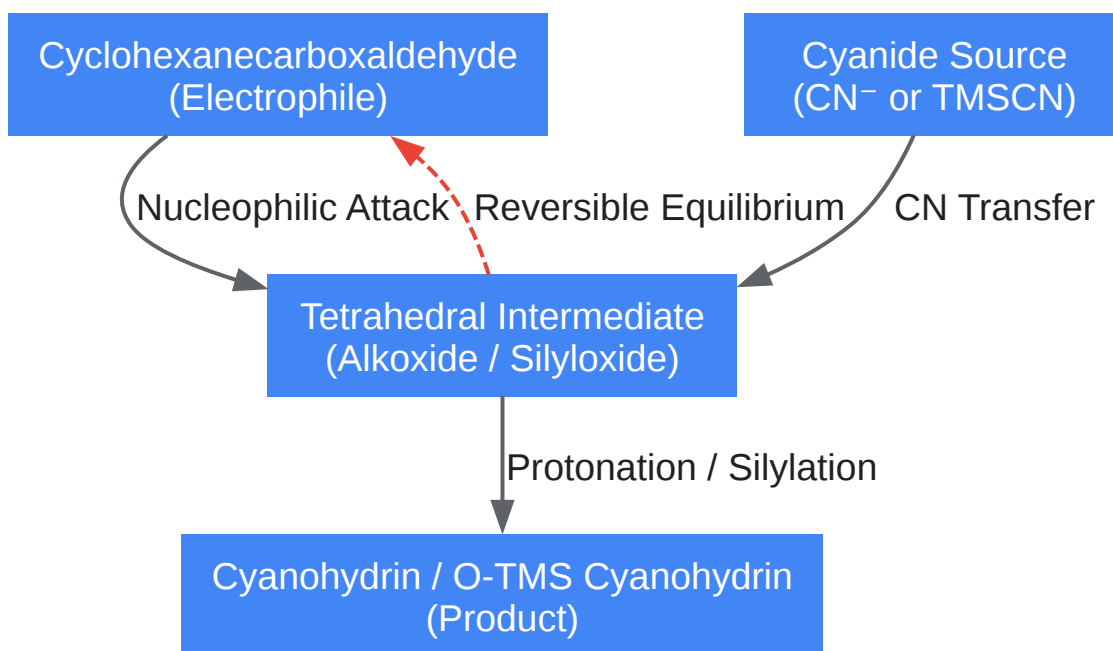 Cyclohexanecarboxaldehyde
(Electrophile)
Cyanide Source
(CN⁻ or TMSCN)
Nucleophilic Attack
Reversible Equilibrium
CN Transfer
Tetrahedral Intermediate
(Alkoxide / Silyloxide)
Protonation / Silylation
Cyanohydrin / O-TMS Cyanohydrin
(Product)